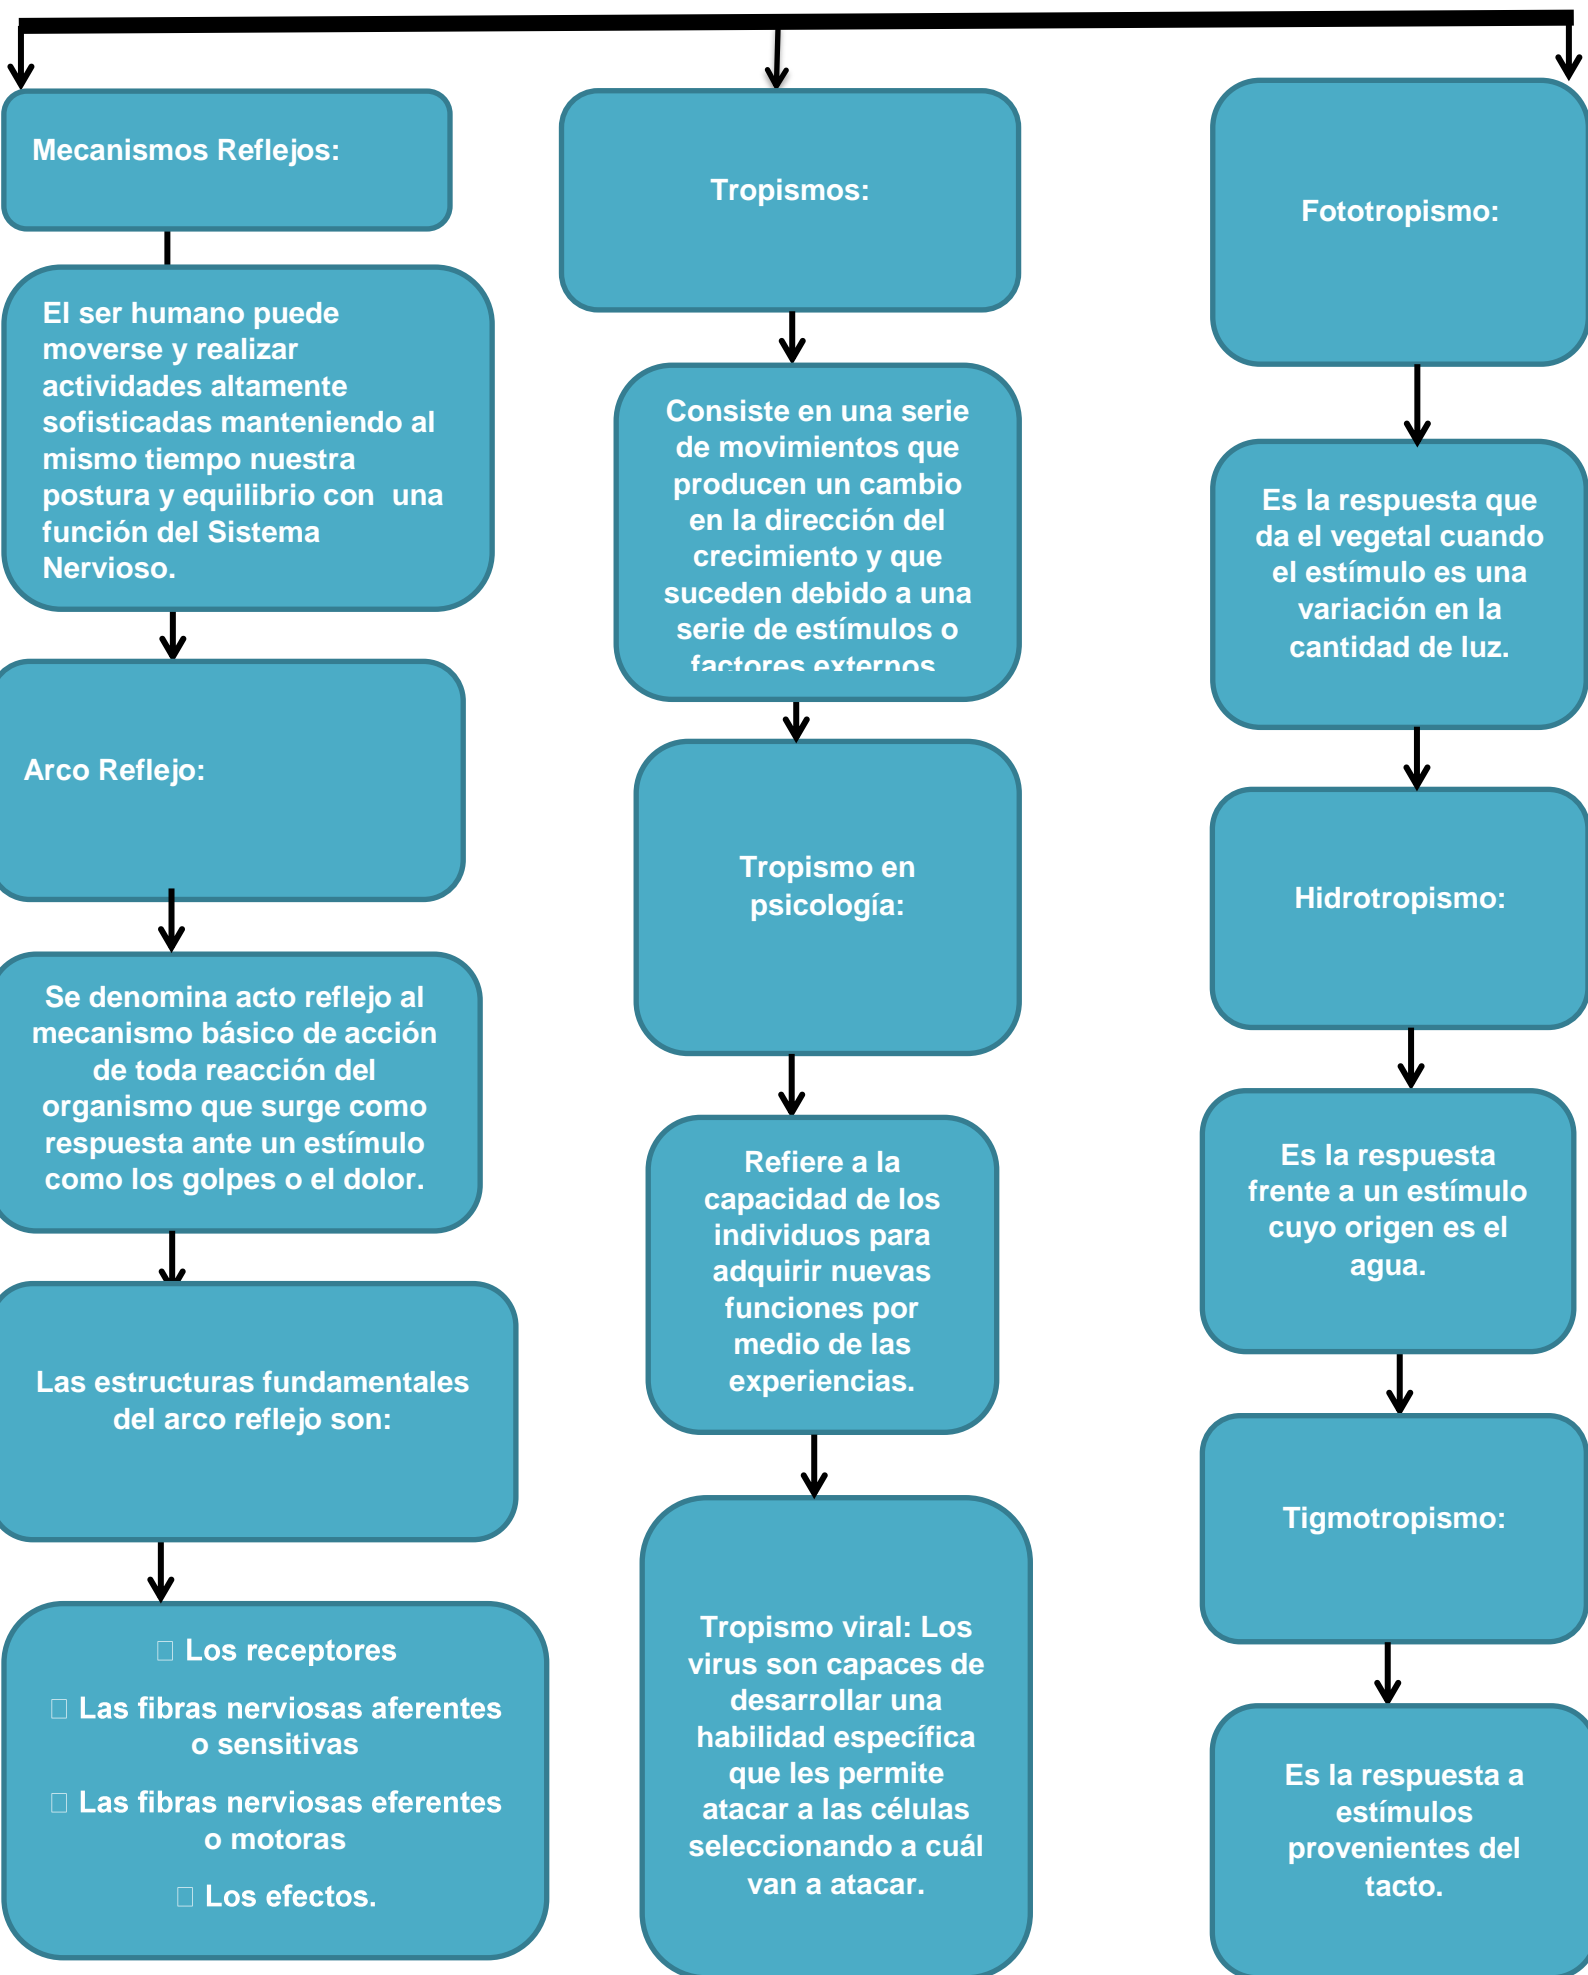 Mecanismos Reflejos:
El ser humano puede
moverse y realizar
actividades altamente
sofisticadas manteniendo al
mismo tiempo nuestra
postura y equilibrio con  una
función del Sistema
Nervioso.
Arco Reflejo:
Se denomina acto reflejo al
mecanismo básico de acción
de toda reacción del
organismo que surge como
respuesta ante un estímulo
como los golpes o el dolor.
Las estructuras fundamentales
del arco reflejo son:
Los receptores
Las fibras nerviosas aferentes
o sensitivas
Las fibras nerviosas eferentes
o motoras
Los efectos.
Tropismos:
Consiste en una serie
de movimientos que
producen un cambio
en la dirección del
crecimiento y que
suceden debido a una
serie de estímulos o
factores externos
Tropismo en
psicología:
Refiere a la
capacidad de los
individuos para
adquirir nuevas
funciones por
medio de las
experiencias.
Tropismo viral: Los
virus son capaces de
desarrollar una
habilidad específica
que les permite
atacar a las células
seleccionando a cuál
van a atacar.
Fototropismo:
Es la respuesta que
da el vegetal cuando
el estímulo es una
variación en la
cantidad de luz.
Hidrotropismo:
Es la respuesta
frente a un estímulo
cuyo origen es el
agua.
Tigmotropismo:
Es la respuesta a
estímulos
provenientes del
tacto.